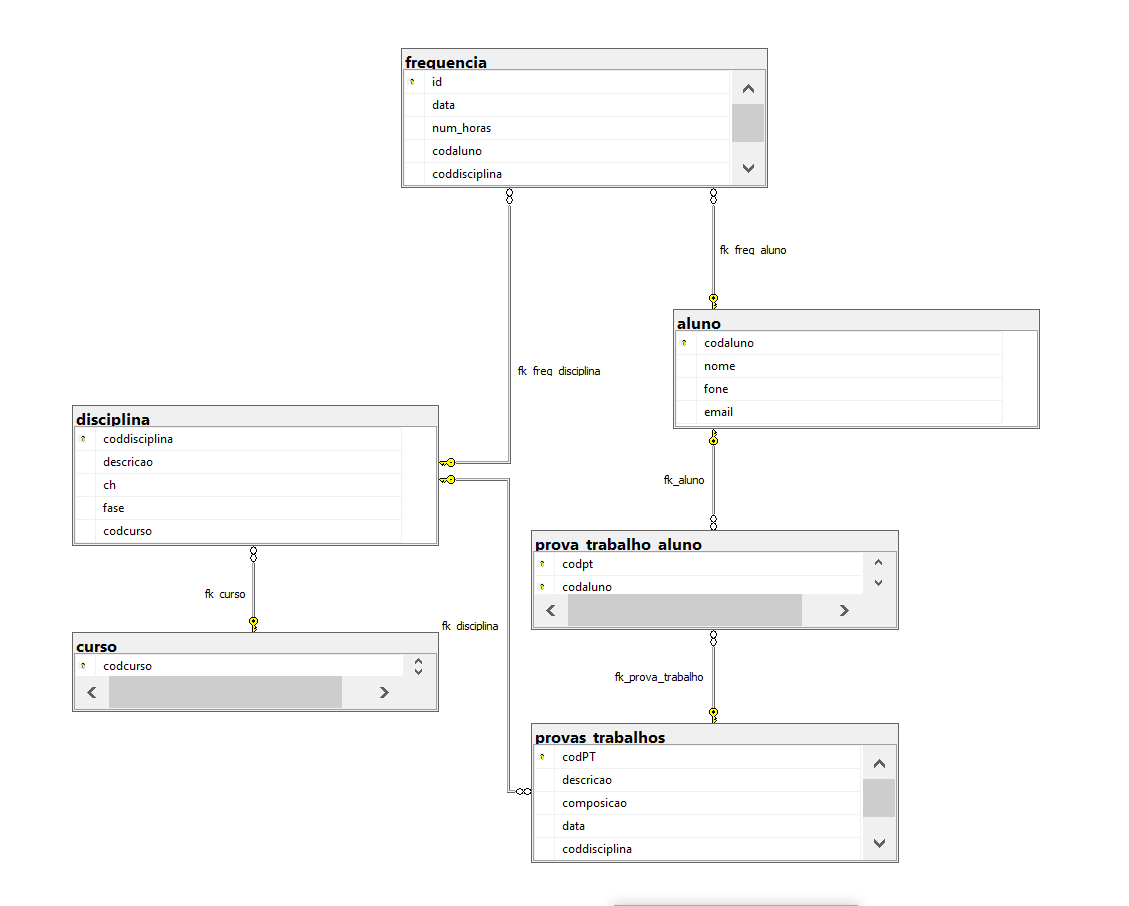 frequencia
id
data
num_horas
codaluno
coddisciplina
fk_freq_aluno
aluno
codaluno
nome
fone
email
fk_freq_disciplina
disciplina
coddisciplina
descricao
ch
fase
codcurso
fk_aluno
prova_trabalho_aluno
codpt
codaluno
fk_curso
fk_disciplina
curso
codcurso
fk_prova_trabalho
provas_trabalhos
codPT
descricao
composicao
data
coddisciplina